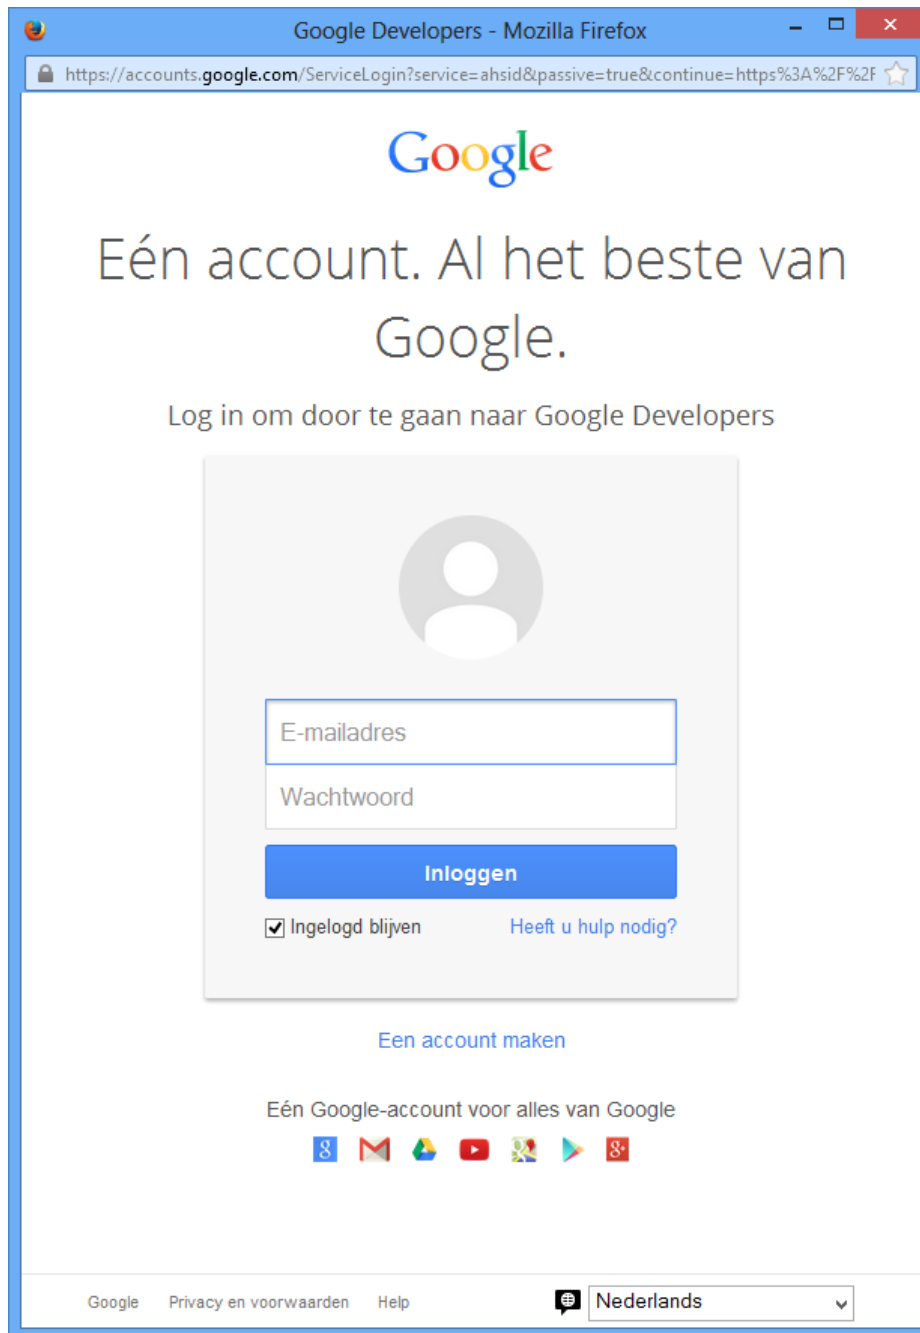 Google Developers - Mozilla Firefox
https://accounts.google.com/ServiceLogin?service=ahsid&passive=true&continue=https%3A%2F%2F
Google
Eén account. Al het beste van
Google.
Log in om door te gaan naar Google Developers
E-mailadres
Wachtwoord
Inloggen
Ingelogd blijven Heeft u hulp nodig?
Een account maken
Eén Google-account voor alles van Google
8 8+
Google Privacy en voorwaarden Help Nederlands